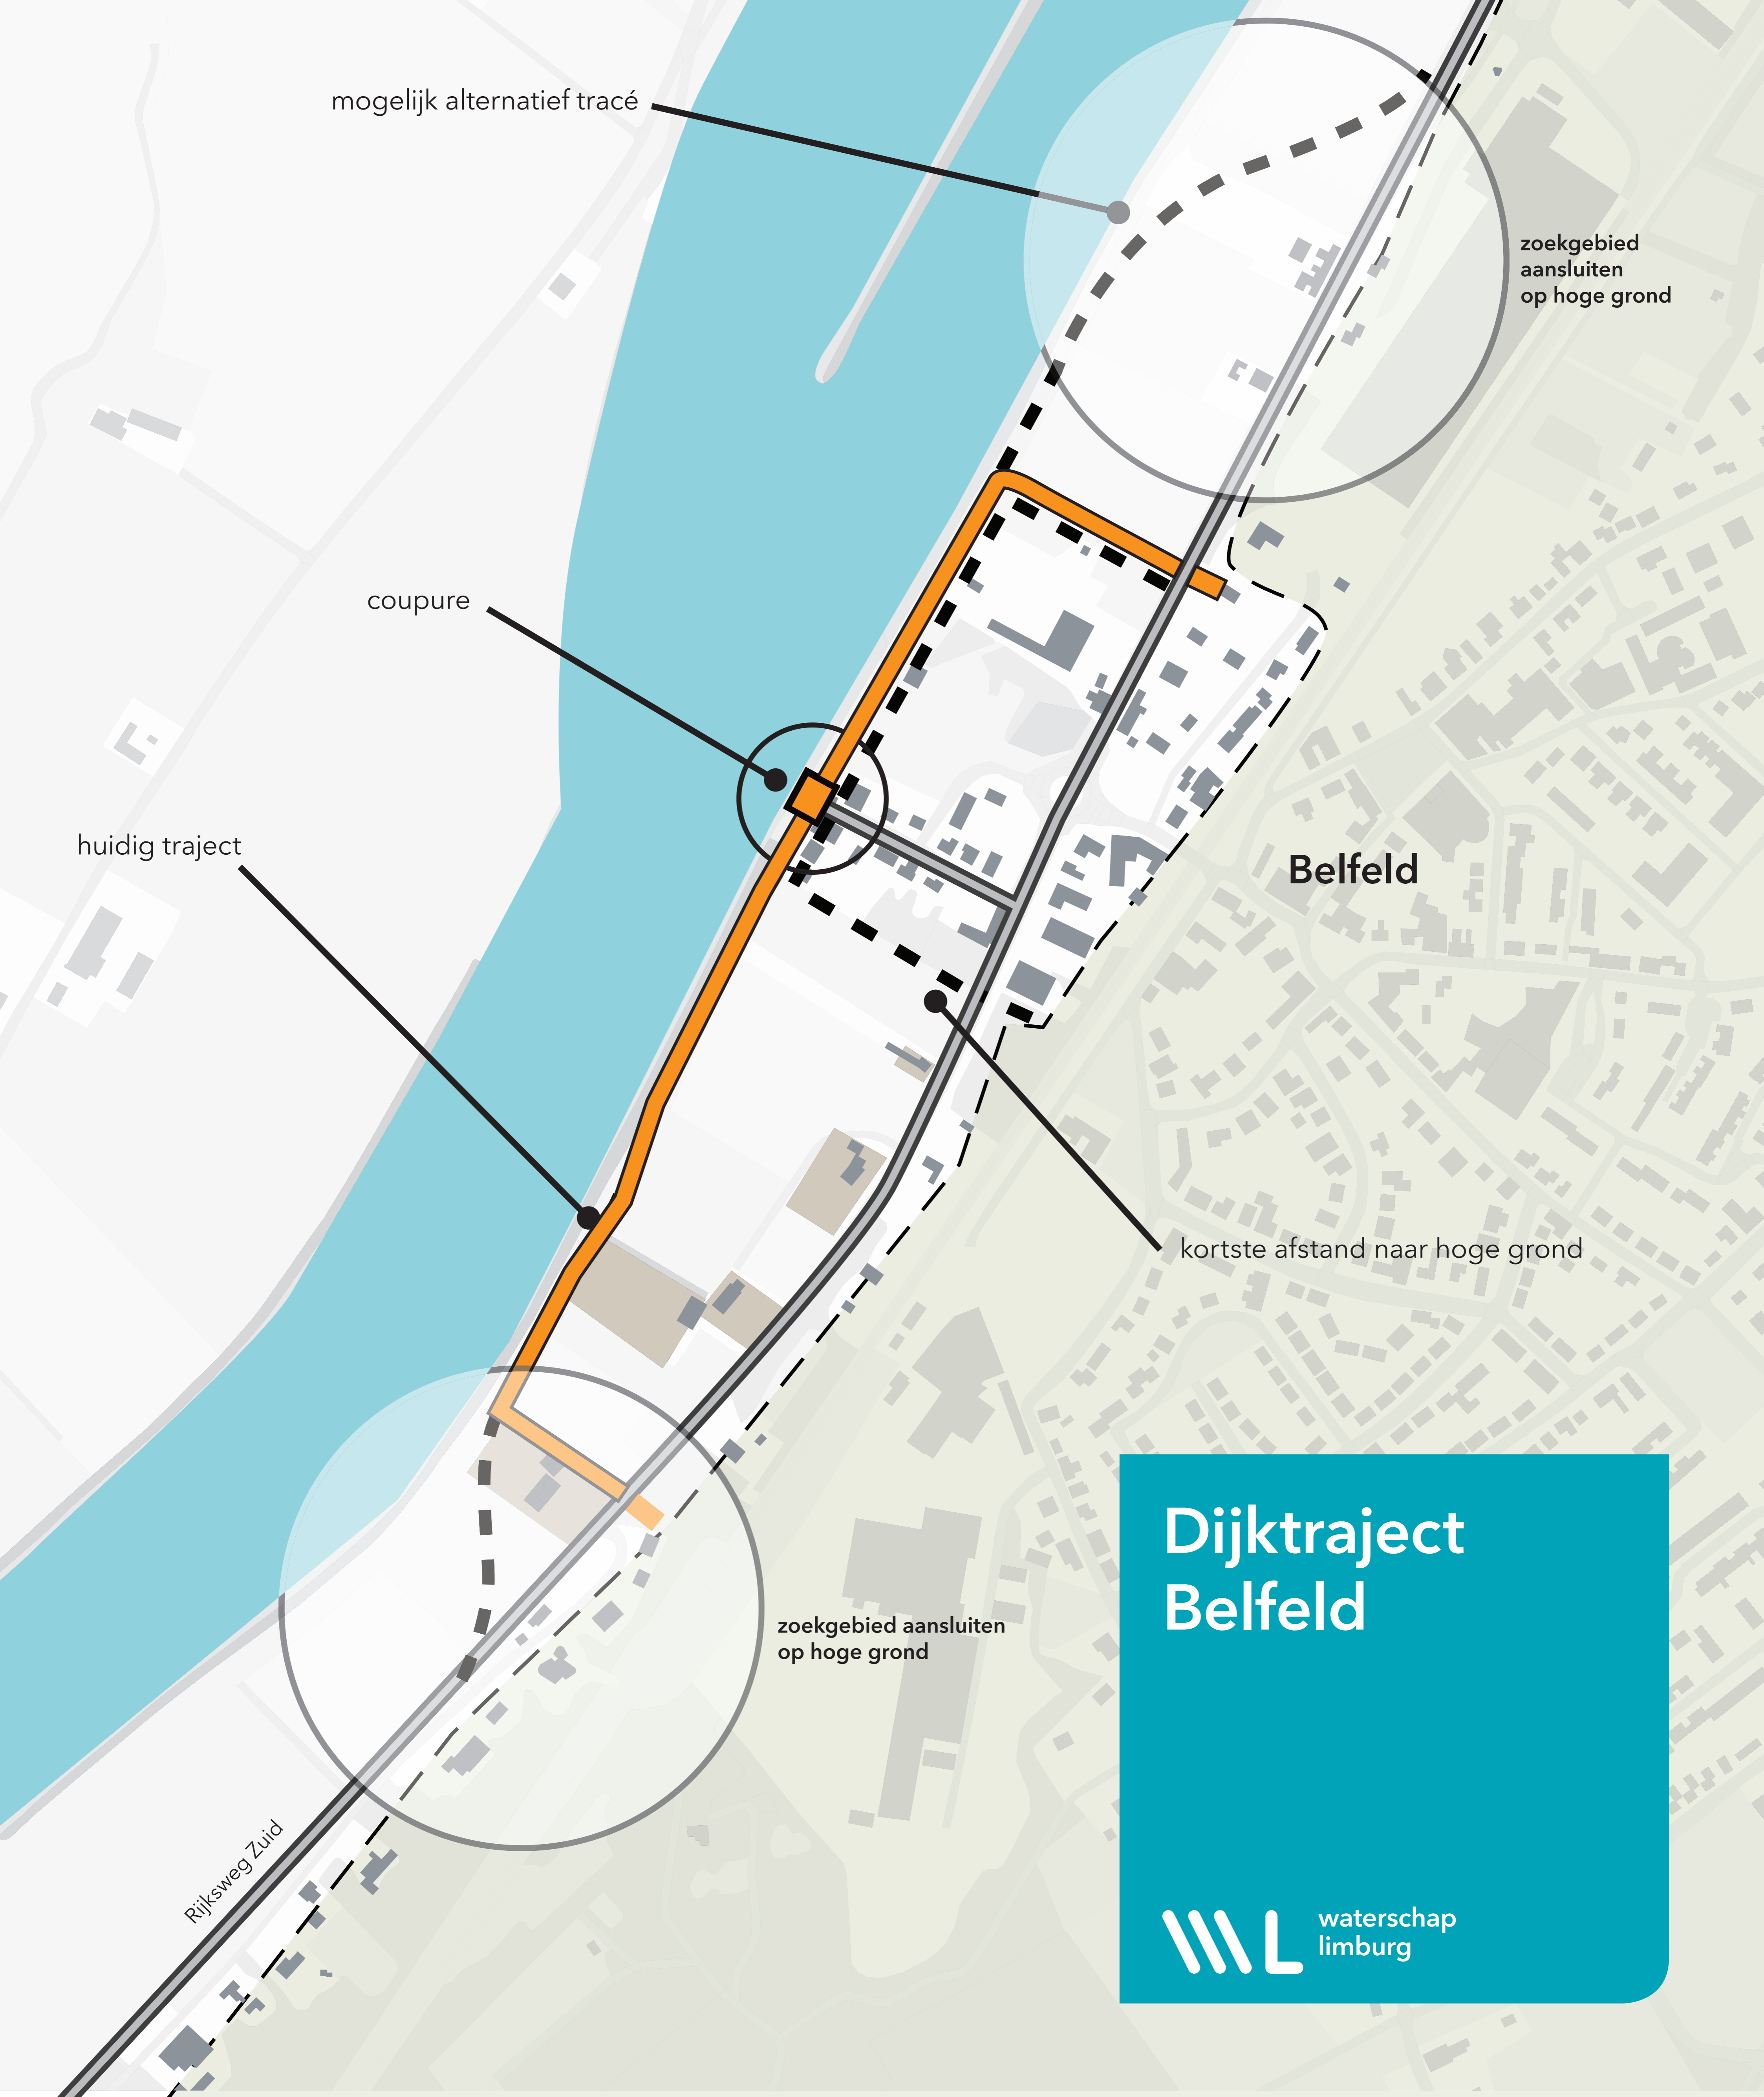 mogelijk alternatief tracé
zoekgebied
aansluiten
op hoge grond
coupure
huidig traject
Belfeld
kortste afstand naar hoge grond
zoekgebied aansluiten
op hoge grond
Rijksweg Zuid
Dijktraject
Belfeld
WL
waterschap
limburg